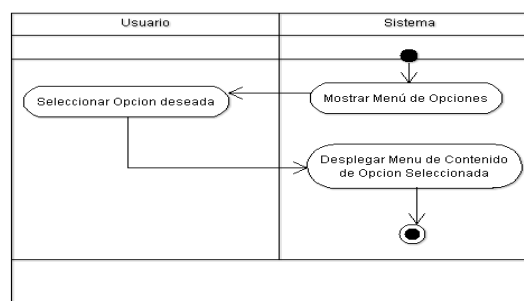 Usuario
Sistema
Mostrar Menú de Opciones
Seleccionar Opcion deseada
Desplegar Menu de Contenido
de Opcion Seleccionada